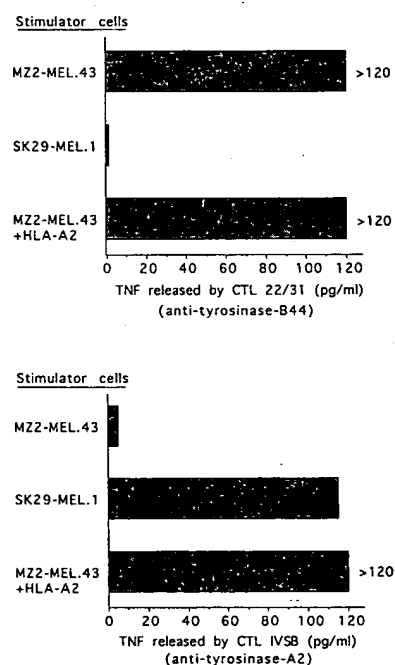 Stimulator cells
MZ2-MEL.43
>120
SK29-MEL.1
MZ2-MEL.43
+HLA-A2
>120
0 20 40 60 80 100 120
TNF released by CTL 22/31 (pg/ml)
(anti-tyrosinase-B44)
Stimulator cells
MZ2-MEL.43
SK29-MEL.1
MZ2-MEL.43
+HLA-A2
>120
0 20 40 60 80 100 120
TNF released by CTL IVSB (pg/ml)
(anti-tyrosinase-A2)